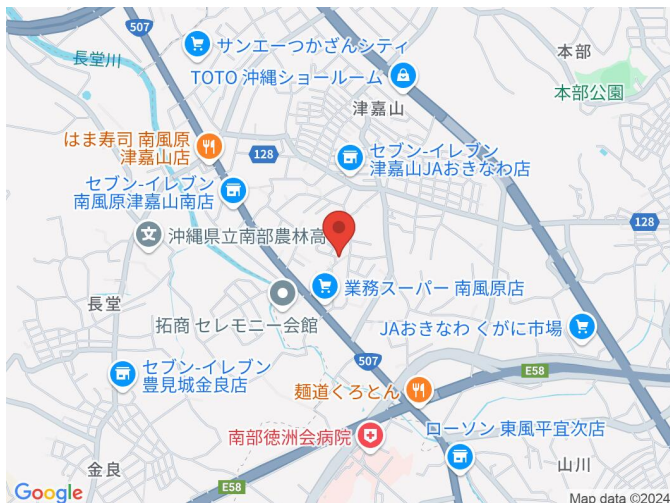 507
長堂川
サンエーつかざんシティ
本部
TOTO 沖縄ショールーム
本部公園
津嘉山
はま寿司 南風原
津嘉山店
128
セブン-イレブン
津嘉山JAおきなわ店
セブン-イレブン
南風原津嘉山南店
128
沖縄県立南部農林高
業務スーパー 南風原店
長堂
拓商 セレモニー会館
JAおきなわ くがに市場
507
E58
セブン-イレブン
豊見城金良店
麺道くろとん
南部徳洲会病院
ローソン 東風平宜次店
金良
山川
E58
Google
Map data ©2024